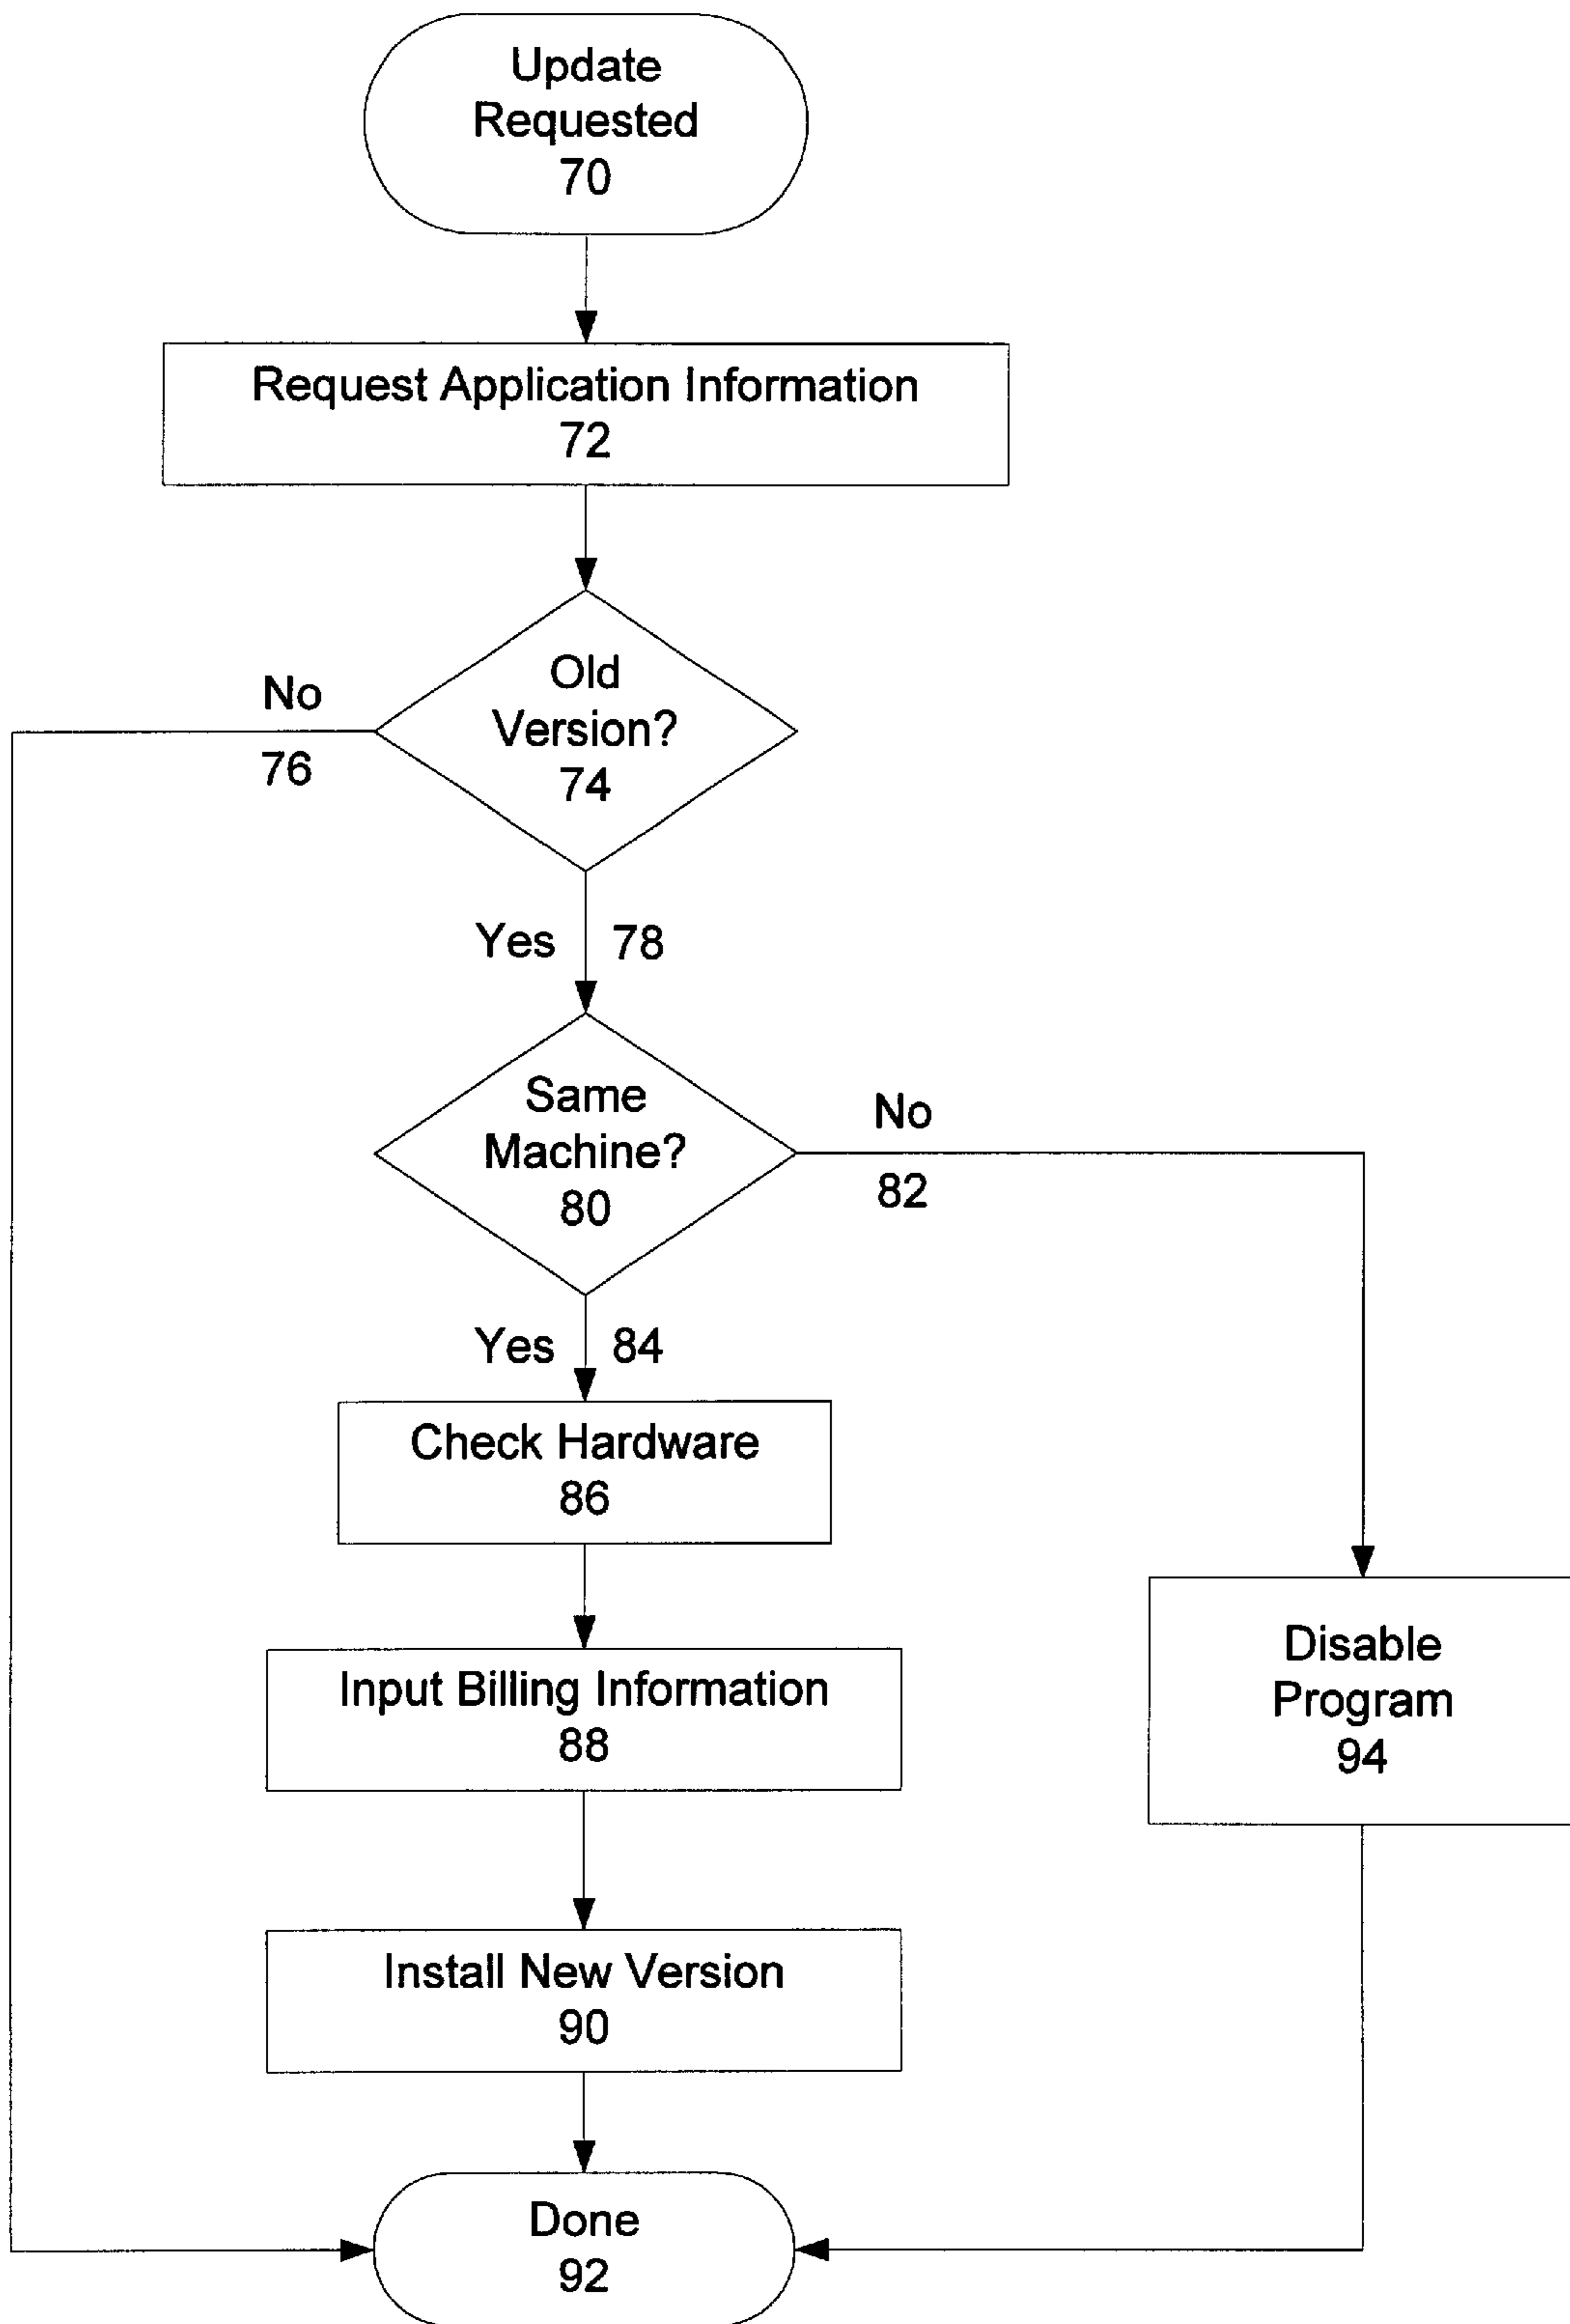 Update
Requested
70
Request Application Information
72
Old
Version?
74
No
76
Yes 78
Same
Machine?
80
No
82
Yes 84
Check Hardware
86
Input Billing Information
88
Disable
Program
94
Install New Version
90
Done
92